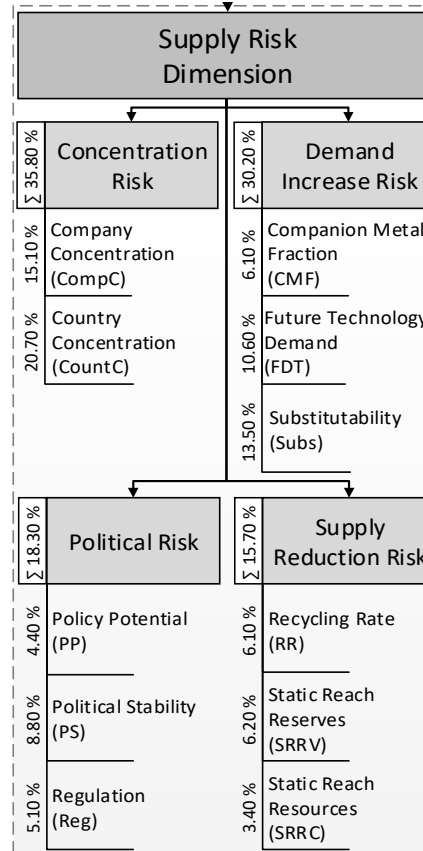 Supply Risk
Dimension
Σ 35.80 %
Concentration
Risk
15.10 %
Company
Concentration
(CompC)
20.70 %
Country
Concentration
(CountC)
Σ 30.20 %
Demand
Increase Risk
6.10 %
Companion Metal
Fraction
(CMF)
10.60 %
Future Technology
Demand
(FDT)
13.50 %
Substitutability
(Subs)
Σ 18.30 %
Political Risk
4.40 %
Policy Potential
(PP)
8.80 %
Political Stability
(PS)
5.10 %
Regulation
(Reg)
Σ 15.70 %
Supply
Reduction Risk
6.10 %
Recycling Rate
(RR)
6.20 %
Static Reach
Reserves
(SRRV)
3.40 %
Static Reach
Resources
(SRRC)